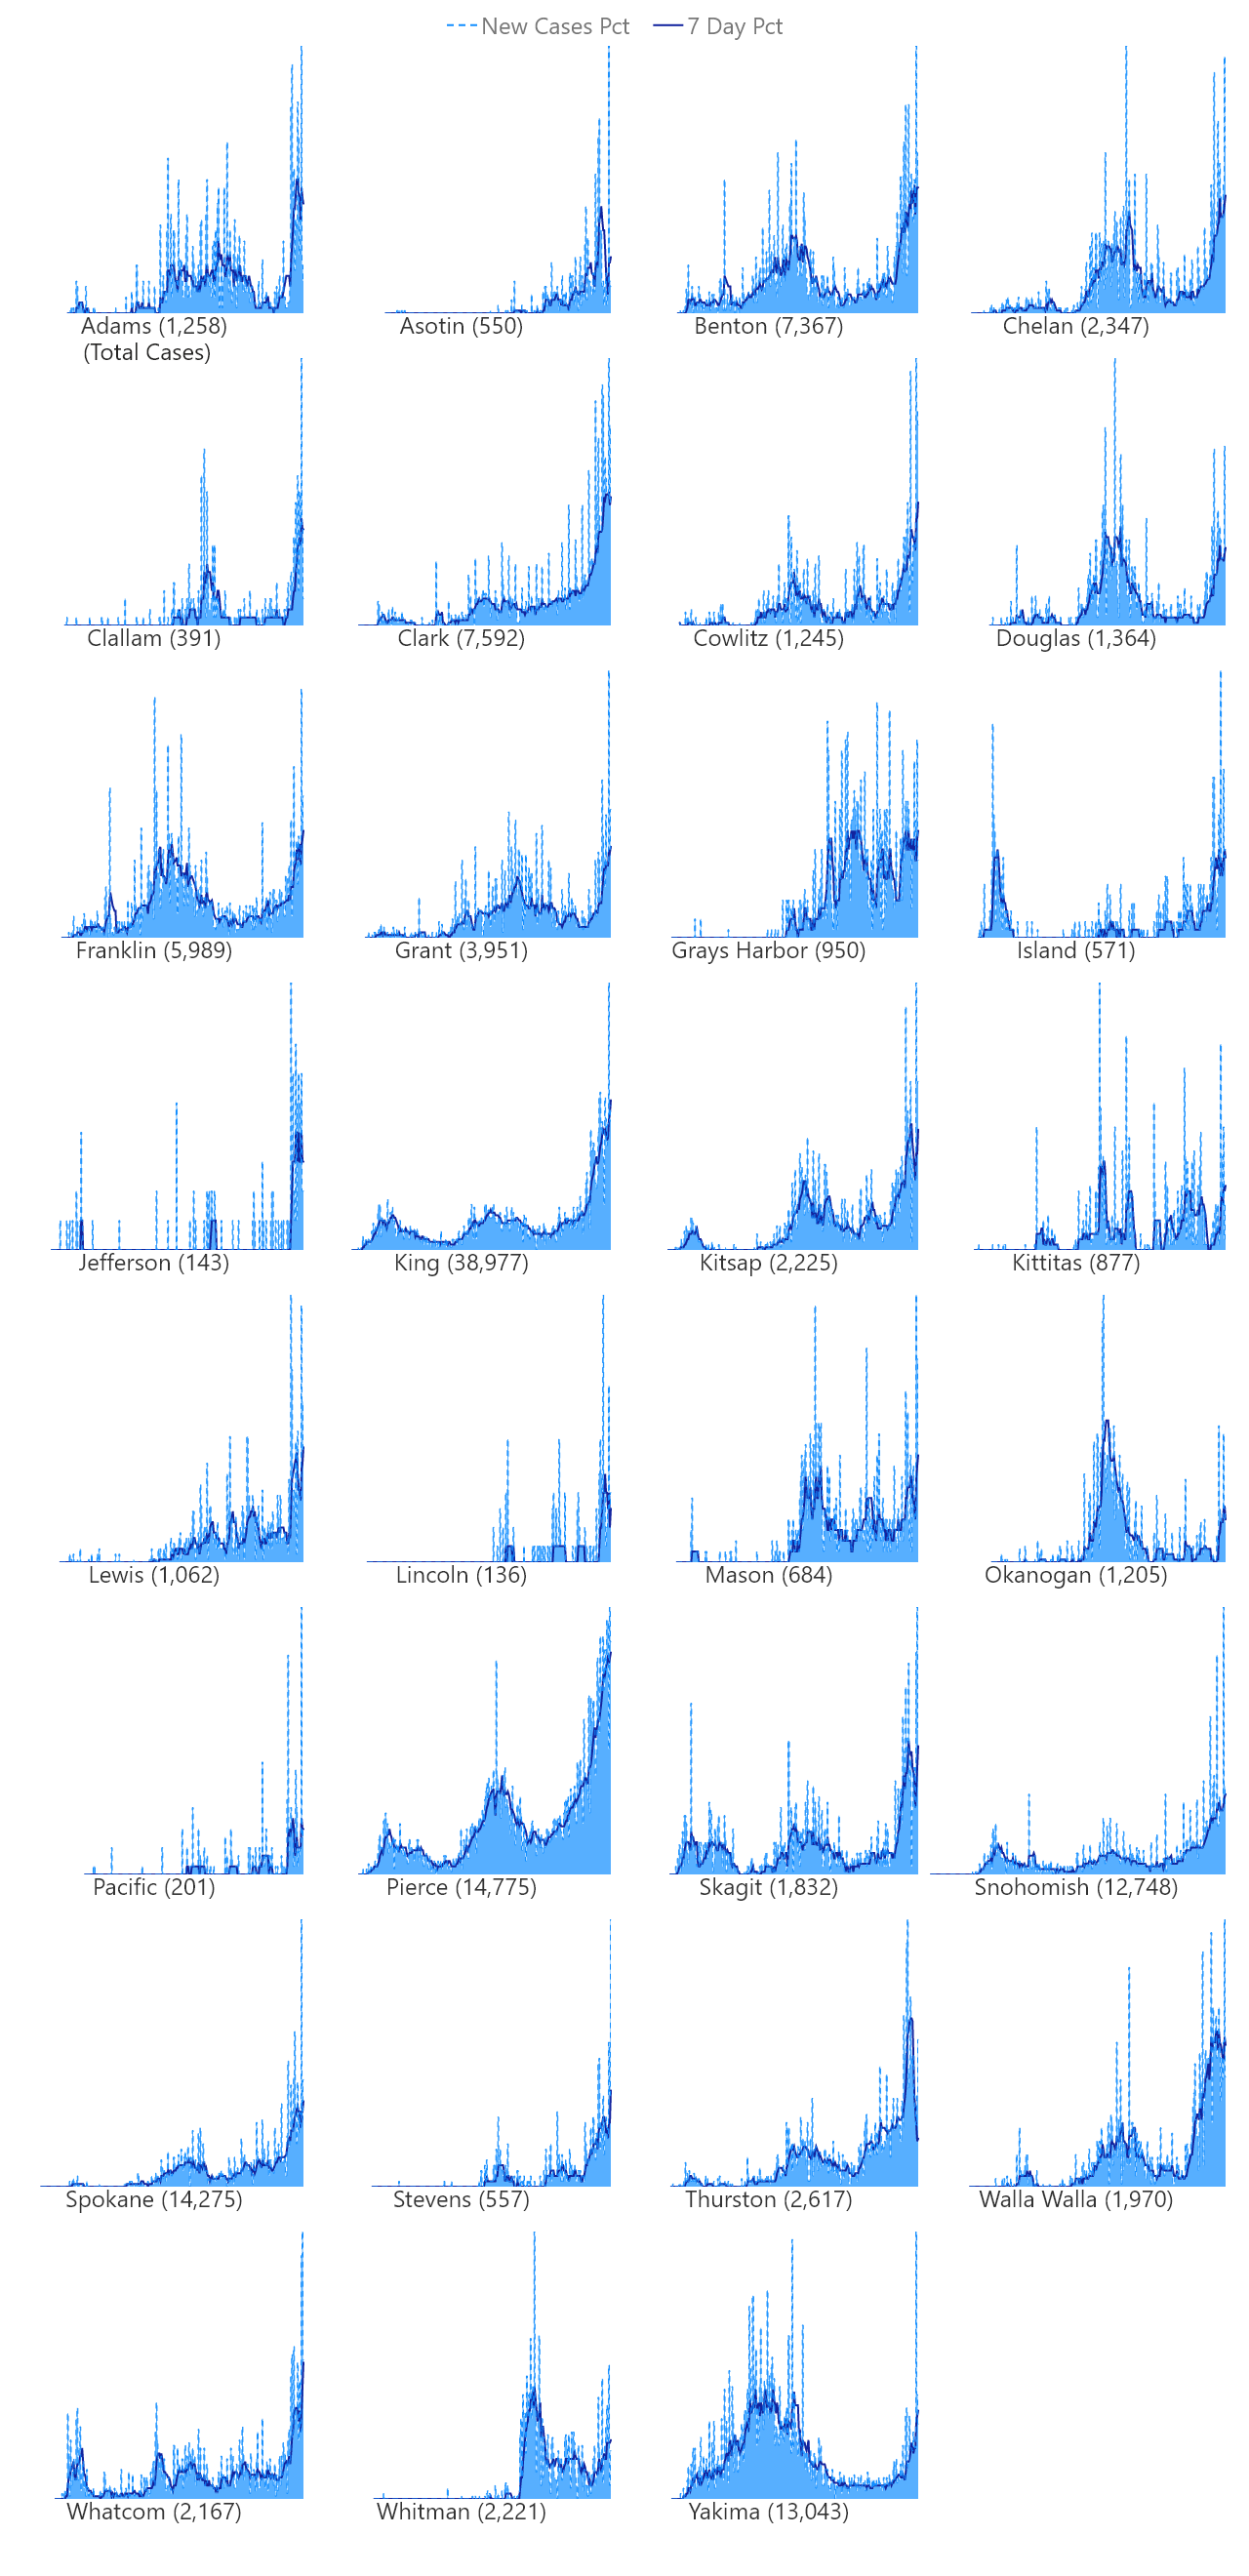 New Cases Pct 7 Day Pct
Adams (1,258) Asotin (550) Benton (7,367) Chelan (2,347)
(Total Cases)
Clallam (391) Clark (7,592) Cowlitz (1,245) Douglas (1,364)
Franklin (5,989) Grant (3,951) Grays Harbor (950) Island (571)
Jefferson (143) King (38,977) Kitsap (2,225) Kittitas (877)
Lewis (1,062) Lincoln (136) Mason (684) Okanogan (1,205)
Pacific (201) Pierce (14,775) Skagit (1,832) Snohomish (12,748)
Spokane (14,275) Stevens (557) Thurston (2,617) Walla Walla (1,970)
Whatcom (2,167) Whitman (2,221) Yakima (13,043)